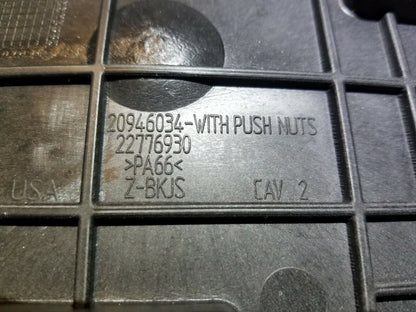 20946034-WITH PUSH NUTS
22776930
>PA66<
USA Z-BKJS CAV 2